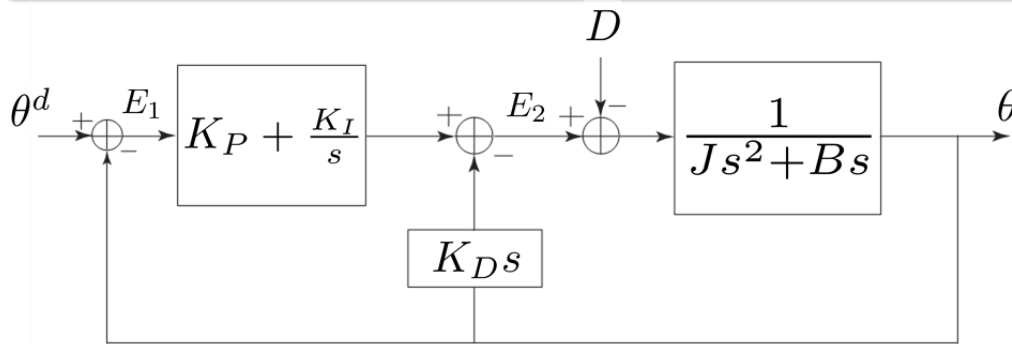 D
θ^d + − E_1 K_P + K_I/s + − E_2 + − 1/(Js^2+Bs) θ
K_D s